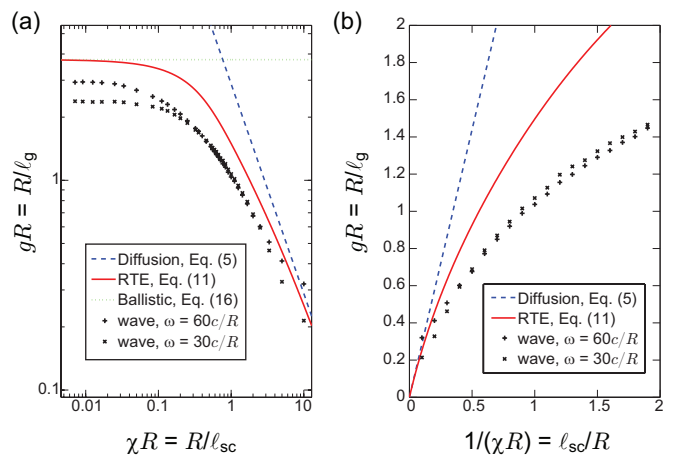 (a)
gR = R/ℓg
1
0.1
Diffusion, Eq. (5)
RTE, Eq. (11)
Ballistic, Eq. (16)
wave, ω = 60c/R
wave, ω = 30c/R
0.01 0.1 1 10
χR = R/ℓsc
(b)
gR = R/ℓg
2
1.8
1.6
1.4
1.2
1
0.8
0.6
0.4
0.2
0
Diffusion, Eq. (5)
RTE, Eq. (11)
wave, ω = 60c/R
wave, ω = 30c/R
0 0.5 1 1.5 2
1/(χR) = ℓsc/R